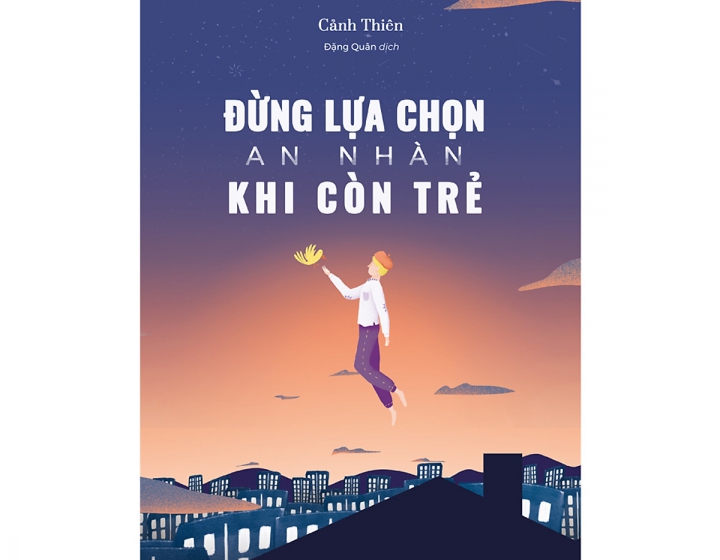 Cảnh Thiên
Đặng Quân dịch
ĐỪNG LỰA CHỌN
AN NHÀN
KHI CÒN TRẺ